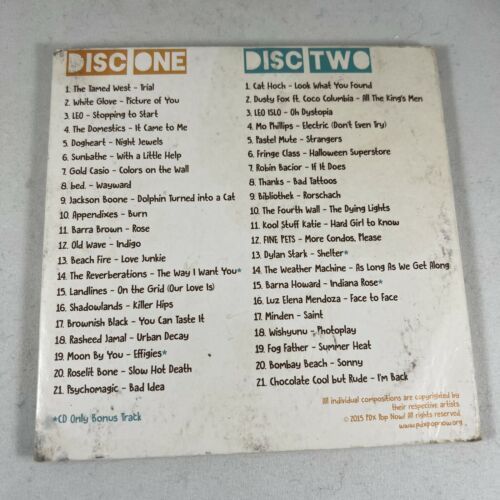 DISC ONE
1. The Tamed West - Trial
2. White Glove - Picture of You
3. LEO - Stopping to Start
4. The Domestics - It Came to Me
5. Dogheart - Night Jewels
6. Sunbathe - With a Little Help
7. Gold Casio - Colors on the Wall
8. bed. - Wayward
9. Jackson Boone - Dolphin Turned into a Cat
10. Appendixes - Burn
11. Barra Brown - Rose
12. Old Wave - Indigo
13. Beach Fire - Love Junkie
14. The Reverberations - The Way I Want You*
15. Landlines - On the Grid (Our Love Is)
16. Shadowlands - Killer Hips
17. Brownish Black - You Can Taste It
18. Rasheed Jamal - Urban Decay
19. Moon By You - Effigies*
20. Roselit Bone - Slow Hot Death
21. Psychomagic - Bad Idea
*CD Only Bonus Track
DISC TWO
1. Cat Hoch - Look What You Found
2. Dusty Fox ft. Coco Columbia - All The King's Men
3. LEO ISLO - Oh Dystopia
4. Mo Phillips - Electric (Don't Even Try)
5. Pastel Mute - Strangers
6. Fringe Class - Halloween Superstore
7. Robin Bacior - If It Does
8. Thanks - Bad Tattoos
9. Bibliothek - Rorschach
10. The Fourth Wall - The Dying Lights
11. Kool Stuff Katie - Hard Girl to Know
12. FINE PETS - More Condos, Please
13. Dylan Stark - Shelter*
14. The Weather Machine - As Long As We Get Along
15. Barna Howard - Indiana Rose*
16. Luz Elena Mendoza - Face to Face
17. Minden - Saint
18. Wishyunu - Photoplay
19. Fog Father - Summer Heat
20. Bombay Beach - Sonny
21. Chocolate Cool but Rude - I'm Back
All individual compositions are copyrighted by
their respective artists.
© 2015 PDX Pop Now! All rights reserved
www.pdxpopnow.org